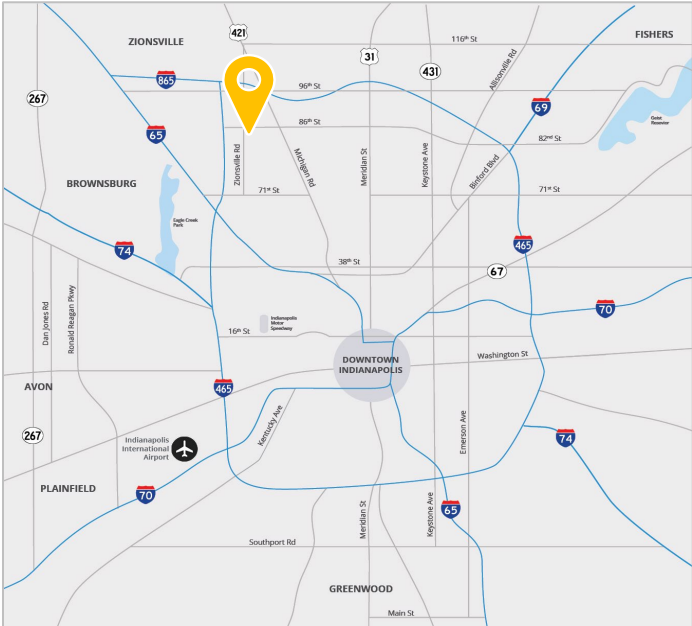 ZIONSVILLE
421
116th St
FISHERS
31
431
Allisonville Rd
865
267
96th St
69
65
86th St
82nd St
Geist
Reservoir
Zionsville Rd
Michigan Rd
Meridian St
Keystone Ave
Binford Blvd
BROWNSBURG
71st St
71st St
Eagle Creek
Park
74
465
38th St
67
70
Dan Jones Rd
Ronald Reagan Pkwy
Indianapolis
Motor
Speedway
16th St
DOWNTOWN
INDIANAPOLIS
Washington St
AVON
465
267
Kentucky Ave
Emerson Ave
74
Indianapolis
International
Airport
PLAINFIELD
70
Meridian St
Keystone Ave
65
Southport Rd
GREENWOOD
Main St